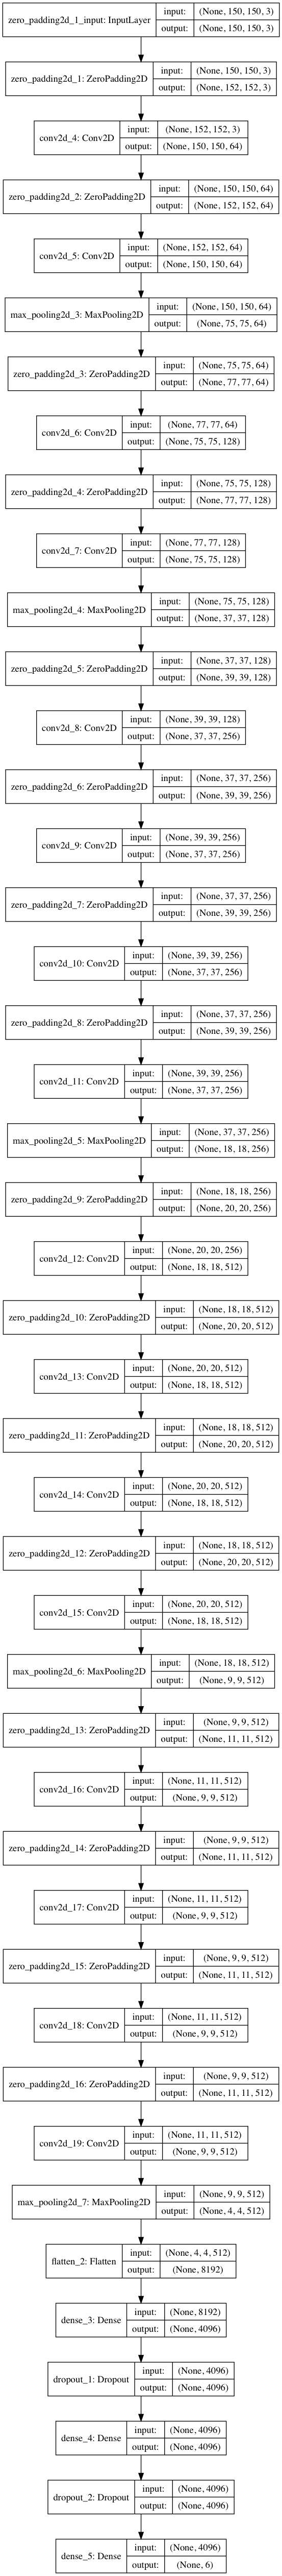 zero_padding2d_1_input: InputLayer
input: (None, 150, 150, 3)
output: (None, 150, 150, 3)
zero_padding2d_1: ZeroPadding2D
input: (None, 150, 150, 3)
output: (None, 152, 152, 3)
conv2d_4: Conv2D
input: (None, 152, 152, 3)
output: (None, 150, 150, 64)
zero_padding2d_2: ZeroPadding2D
input: (None, 150, 150, 64)
output: (None, 152, 152, 64)
conv2d_5: Conv2D
input: (None, 152, 152, 64)
output: (None, 150, 150, 64)
max_pooling2d_3: MaxPooling2D
input: (None, 150, 150, 64)
output: (None, 75, 75, 64)
zero_padding2d_3: ZeroPadding2D
input: (None, 75, 75, 64)
output: (None, 77, 77, 64)
conv2d_6: Conv2D
input: (None, 77, 77, 64)
output: (None, 75, 75, 128)
zero_padding2d_4: ZeroPadding2D
input: (None, 75, 75, 128)
output: (None, 77, 77, 128)
conv2d_7: Conv2D
input: (None, 77, 77, 128)
output: (None, 75, 75, 128)
max_pooling2d_4: MaxPooling2D
input: (None, 75, 75, 128)
output: (None, 37, 37, 128)
zero_padding2d_5: ZeroPadding2D
input: (None, 37, 37, 128)
output: (None, 39, 39, 128)
conv2d_8: Conv2D
input: (None, 39, 39, 128)
output: (None, 37, 37, 256)
zero_padding2d_6: ZeroPadding2D
input: (None, 37, 37, 256)
output: (None, 39, 39, 256)
conv2d_9: Conv2D
input: (None, 39, 39, 256)
output: (None, 37, 37, 256)
zero_padding2d_7: ZeroPadding2D
input: (None, 37, 37, 256)
output: (None, 39, 39, 256)
conv2d_10: Conv2D
input: (None, 39, 39, 256)
output: (None, 37, 37, 256)
zero_padding2d_8: ZeroPadding2D
input: (None, 37, 37, 256)
output: (None, 39, 39, 256)
conv2d_11: Conv2D
input: (None, 39, 39, 256)
output: (None, 37, 37, 256)
max_pooling2d_5: MaxPooling2D
input: (None, 37, 37, 256)
output: (None, 18, 18, 256)
zero_padding2d_9: ZeroPadding2D
input: (None, 18, 18, 256)
output: (None, 20, 20, 256)
conv2d_12: Conv2D
input: (None, 20, 20, 256)
output: (None, 18, 18, 512)
zero_padding2d_10: ZeroPadding2D
input: (None, 18, 18, 512)
output: (None, 20, 20, 512)
conv2d_13: Conv2D
input: (None, 20, 20, 512)
output: (None, 18, 18, 512)
zero_padding2d_11: ZeroPadding2D
input: (None, 18, 18, 512)
output: (None, 20, 20, 512)
conv2d_14: Conv2D
input: (None, 20, 20, 512)
output: (None, 18, 18, 512)
zero_padding2d_12: ZeroPadding2D
input: (None, 18, 18, 512)
output: (None, 20, 20, 512)
conv2d_15: Conv2D
input: (None, 20, 20, 512)
output: (None, 18, 18, 512)
max_pooling2d_6: MaxPooling2D
input: (None, 18, 18, 512)
output: (None, 9, 9, 512)
zero_padding2d_13: ZeroPadding2D
input: (None, 9, 9, 512)
output: (None, 11, 11, 512)
conv2d_16: Conv2D
input: (None, 11, 11, 512)
output: (None, 9, 9, 512)
zero_padding2d_14: ZeroPadding2D
input: (None, 9, 9, 512)
output: (None, 11, 11, 512)
conv2d_17: Conv2D
input: (None, 11, 11, 512)
output: (None, 9, 9, 512)
zero_padding2d_15: ZeroPadding2D
input: (None, 9, 9, 512)
output: (None, 11, 11, 512)
conv2d_18: Conv2D
input: (None, 11, 11, 512)
output: (None, 9, 9, 512)
zero_padding2d_16: ZeroPadding2D
input: (None, 9, 9, 512)
output: (None, 11, 11, 512)
conv2d_19: Conv2D
input: (None, 11, 11, 512)
output: (None, 9, 9, 512)
max_pooling2d_7: MaxPooling2D
input: (None, 9, 9, 512)
output: (None, 4, 4, 512)
flatten_2: Flatten
input: (None, 4, 4, 512)
output: (None, 8192)
dense_3: Dense
input: (None, 8192)
output: (None, 4096)
dropout_1: Dropout
input: (None, 4096)
output: (None, 4096)
dense_4: Dense
input: (None, 4096)
output: (None, 4096)
dropout_2: Dropout
input: (None, 4096)
output: (None, 4096)
dense_5: Dense
input: (None, 4096)
output: (None, 6)